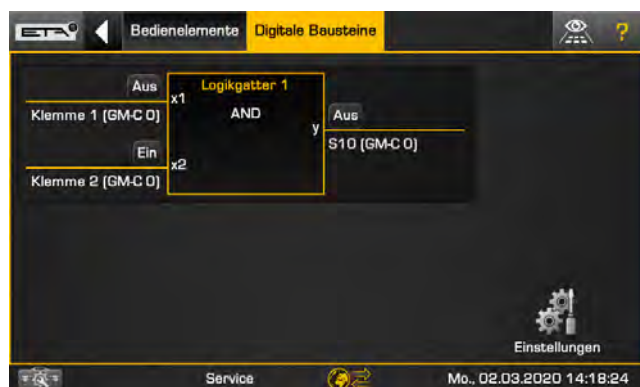 ETA
Bedienelemente
Digitale Bausteine
?
Aus
Logikgatter 1
x1
Klemme 1 (GM-C 0)
AND
Aus
y
S10 (GM-C 0)
Ein
x2
Klemme 2 (GM-C 0)
Einstellungen
Service
Mo., 02.03.2020 14:18:24